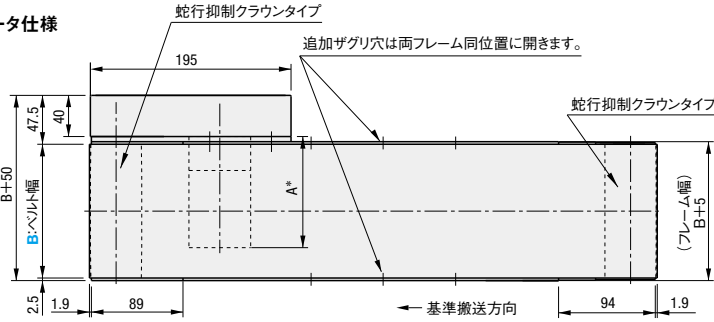 ータ仕様
蛇行抑制クラウンタイプ
追加ザグリ穴は両フレーム同位置に開きます。
195
蛇行抑制クラウンタイプ
B+50
47.5
40
B:ベルト幅
A*
(フレーム幅)
B+5
2.5
1.9
89
基準搬送方向
94
1.9